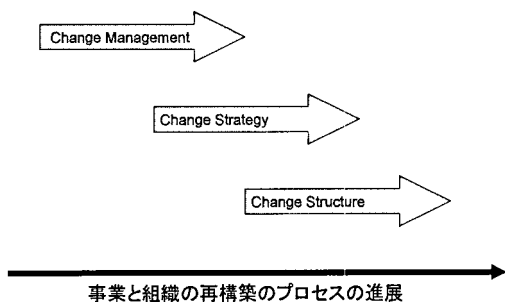 Change Management
Change Strategy
Change Structure
事業と組織の再構築のプロセスの進展